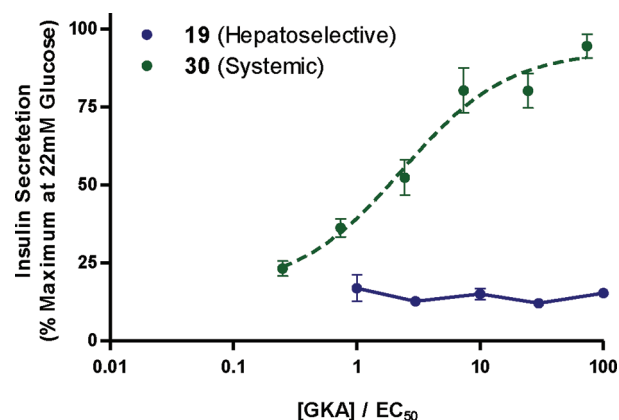 19 (Hepatoselective)
30 (Systemic)
Insulin Secretetion
(% Maximum at 22mM Glucose)
100
75
50
25
0
0.01
0.1
1
10
100
[GKA] / EC50